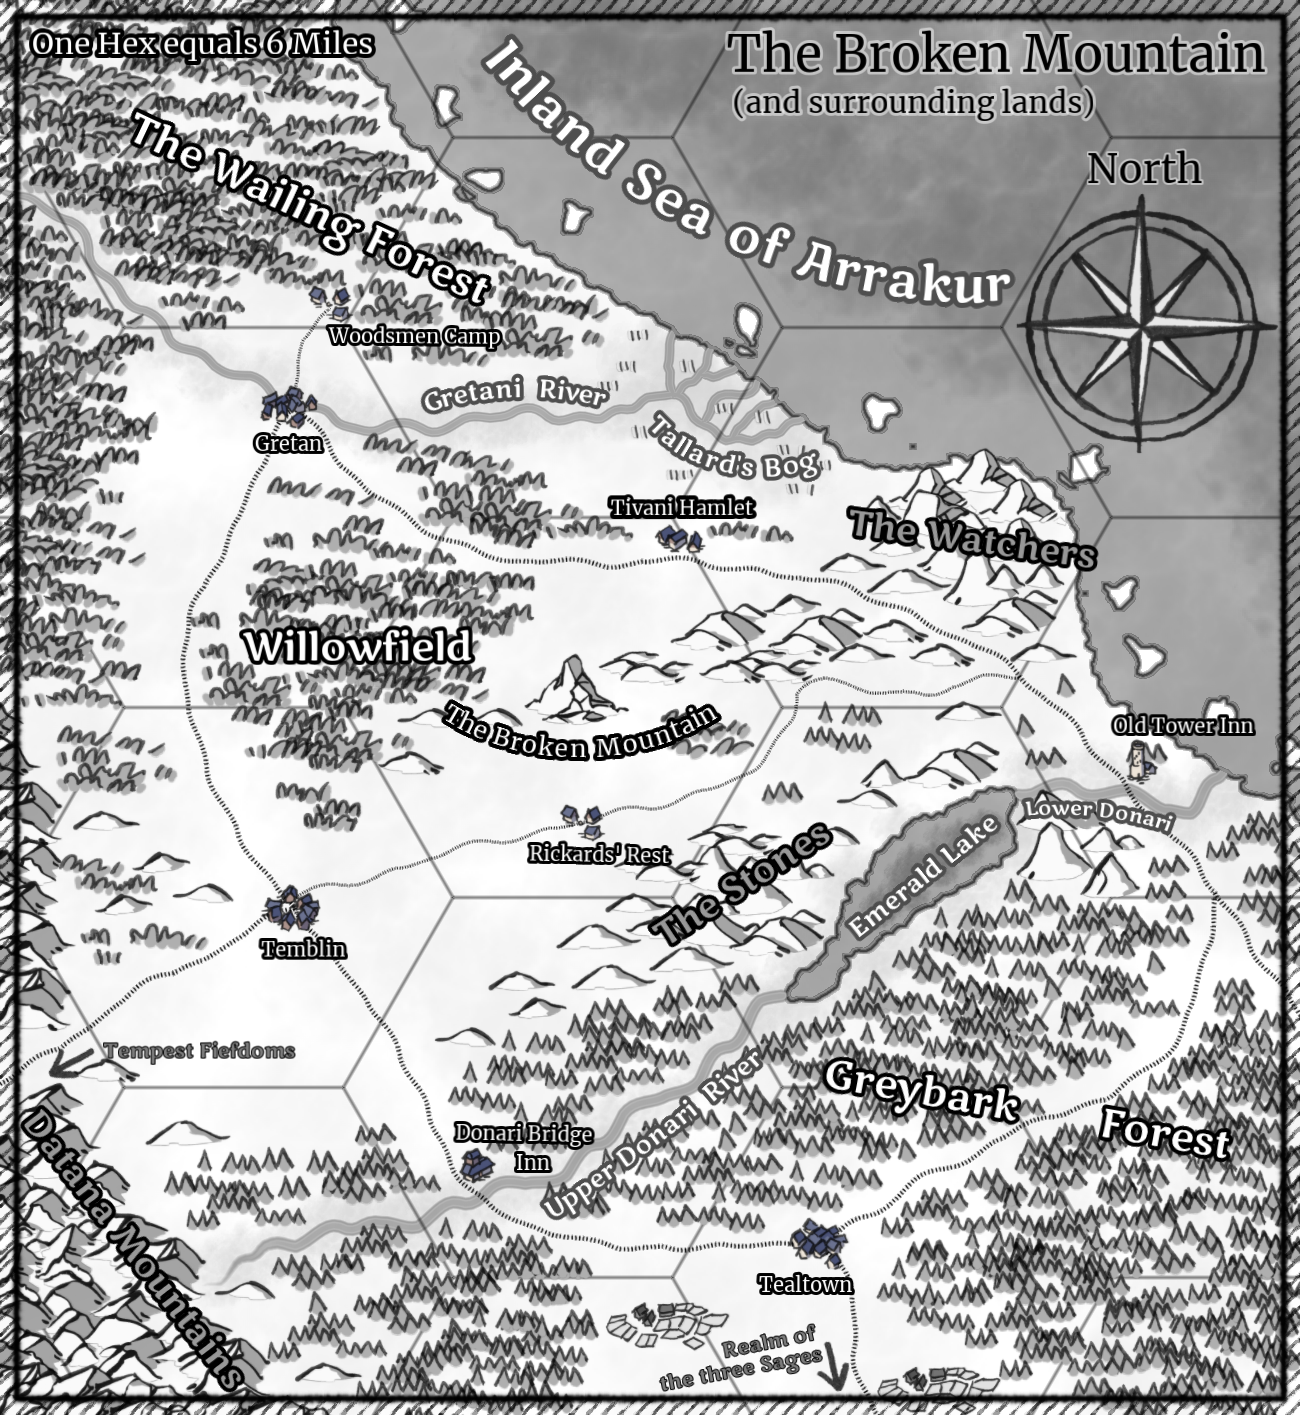 One Hex equals 6 Miles
The Broken Mountain
(and surrounding lands)
Inland Sea of Arrakur
North
The Wailing Forest
Woodsmen Camp
Gretani River
Gretan
Tallard's Bog
Tivani Hamlet
The Watchers
Willowfield
The Broken Mountain
Old Tower Inn
Lower Donari
Rickards' Rest
The Stones
Emerald Lake
Temblin
Tempest Fiefdoms
Greybark Forest
Upper Donari River
Donari Bridge
Inn
Datana Mountains
Tealtown
Realm of
the three Sages